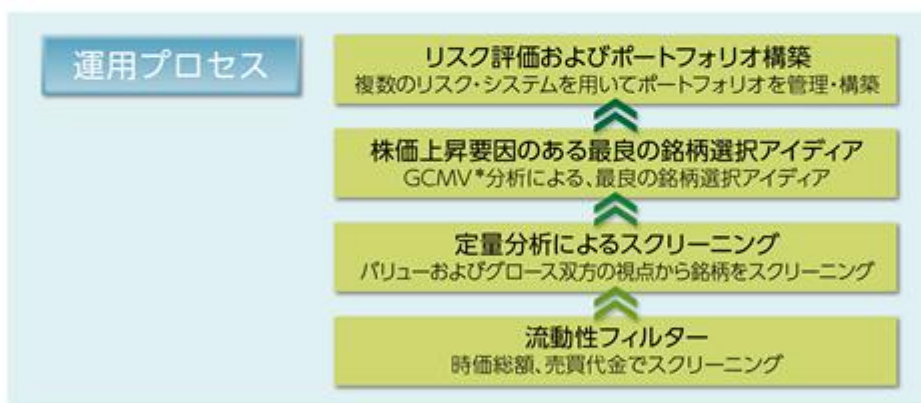 運用プロセス
リスク評価およびポートフォリオ構築
複数のリスク・システムを用いてポートフォリオを管理・構築
株価上昇要因のある最良の銘柄選択アイディア
GCMV*分析による、最良の銘柄選択アイディア
定量分析によるスクリーニング
バリューおよびグロース双方の視点から銘柄をスクリーニング
流動性フィルター
時価総額、売買代金でスクリーニング